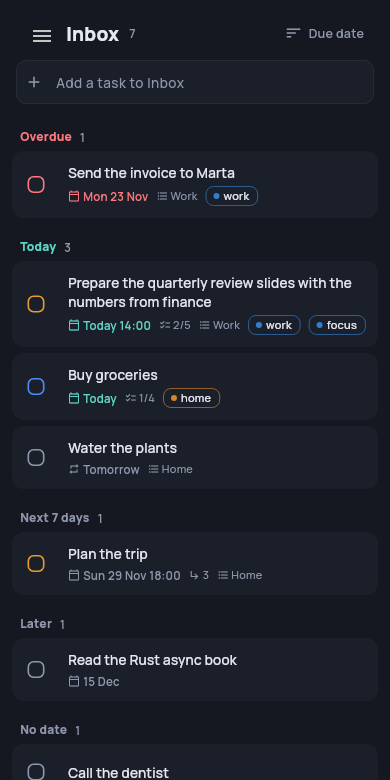 Inbox 7 Due date
Add a task to Inbox
Overdue 1
Send the invoice to Marta
Mon 23 Nov Work work
Today 3
Prepare the quarterly review slides with the
numbers from finance
Today 14:00 2/5 Work work focus
Buy groceries
Today 1/4 home
Water the plants
Tomorrow Home
Next 7 days 1
Plan the trip
Sun 29 Nov 18:00 3 Home
Later 1
Read the Rust async book
15 Dec
No date 1
Call the dentist